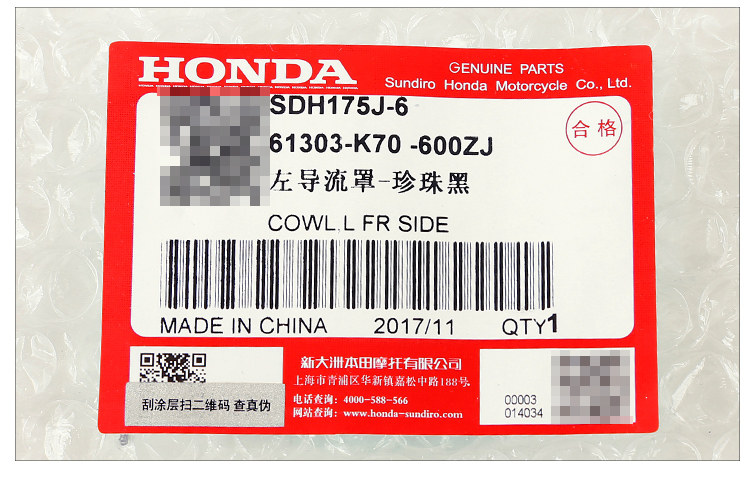 HONDA
GENUINE PARTS
Sundiro Honda Motorcycle Co., Ltd.
SDH175J-6
合格
61303-K70 -600ZJ
左导流罩-珍珠黑
COWL,L FR SIDE
MADE IN CHINA 2017/11 QTY1
新大洲本田摩托有限公司
上海市青浦区华新镇嘉松中路188号
电话查询：4000-588-566
网站查询：www.honda-sundiro.com
刮涂层扫二维码 查真伪
00003
014034